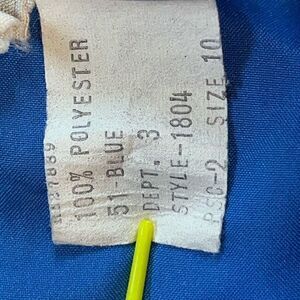 100% POLYESTER
51-BLUE
DEPT. 3
STYLE-1804
RSC-2 SIZE 10